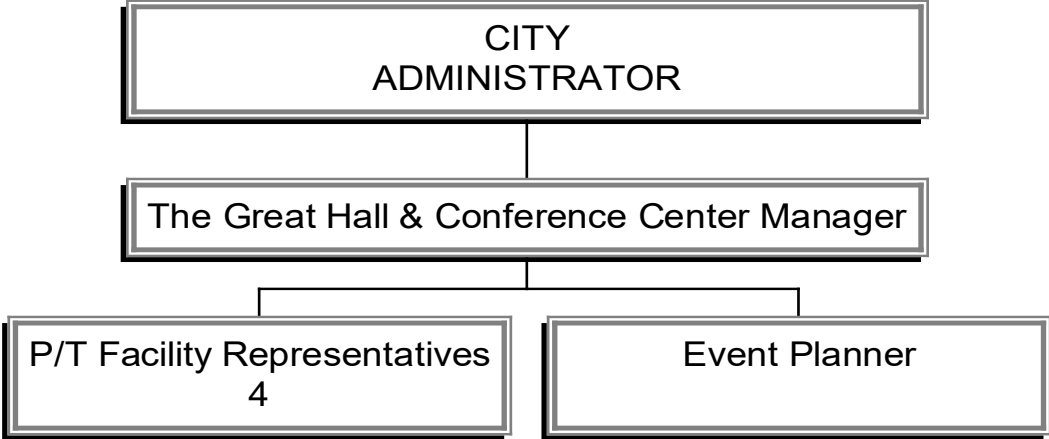 CITY
ADMINISTRATOR
The Great Hall & Conference Center Manager
P/T Facility Representatives
4
Event Planner